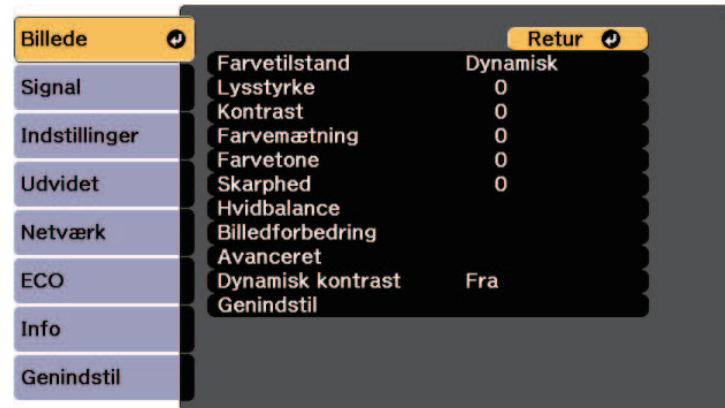 Billede
Signal
Indstillinger
Udvidet
Netværk
ECO
Info
Genindstil
Retur
Farvetilstand Dynamisk
Lysstyrke 0
Kontrast 0
Farvemætning 0
Farvetone 0
Skarphed 0
Hvidbalance
Billedforbedring
Avanceret
Dynamisk kontrast Fra
Genindstil